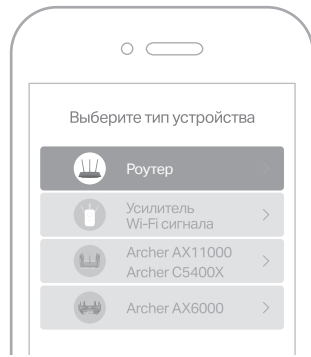 Выберите тип устройства
Роутер
Усилитель
Wi-Fi сигнала
Archer AX11000
Archer C5400X
Archer AX6000